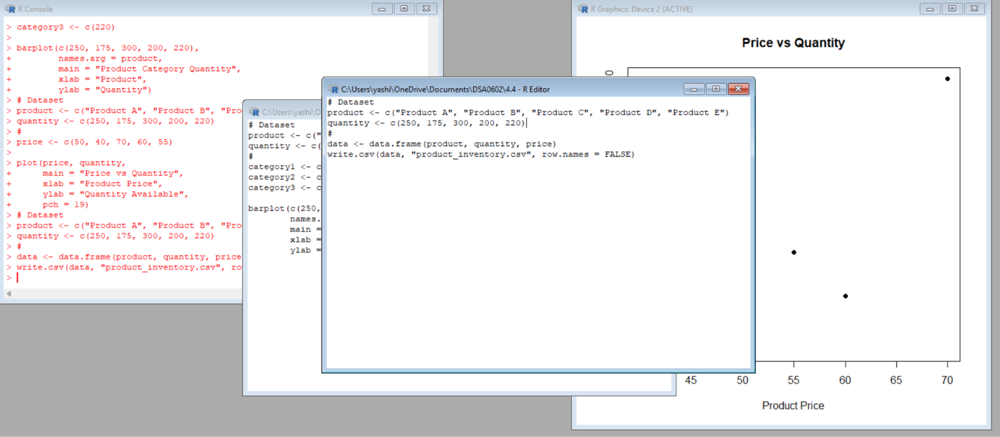 R Console
> category3 <- c(220)
>
> barplot(c(250, 175, 300, 200, 220),
+         names.arg = product,
+         main = "Product Category Quantity",
+         xlab = "Product",
+         ylab = "Quantity")
> # Dataset
> product <- c("Product A", "Product B", "Pro
> quantity <- c(250, 175, 300, 200, 220)
> #
> price <- c(50, 40, 70, 60, 55)
>
> plot(price, quantity,
+      main = "Price vs Quantity",
+      xlab = "Product Price",
+      ylab = "Quantity Available",
+      pch = 19)
> # Dataset
> product <- c("Product A", "Product B", "Pro
> quantity <- c(250, 175, 300, 200, 220)
> #
> data <- data.frame(product, quantity, price
> write.csv(data, "product_inventory.csv", ro
>
C:\Users\yashi\O
# Dataset
product <- c("
quantity <- c(
#
category1 <- c
category2 <- c
category3 <- c
barplot(c(250,
        names.
        main =
        xlab =
        ylab =
C:\Users\yashi\OneDrive\Documents\DSA0602\4.4 - R Editor
# Dataset
product <- c("Product A", "Product B", "Product C", "Product D", "Product E")
quantity <- c(250, 175, 300, 200, 220)
#
data <- data.frame(product, quantity, price)
write.csv(data, "product_inventory.csv", row.names = FALSE)
R Graphics: Device 2 (ACTIVE)
Price vs Quantity
0
45 50 55 60 65 70
Product Price